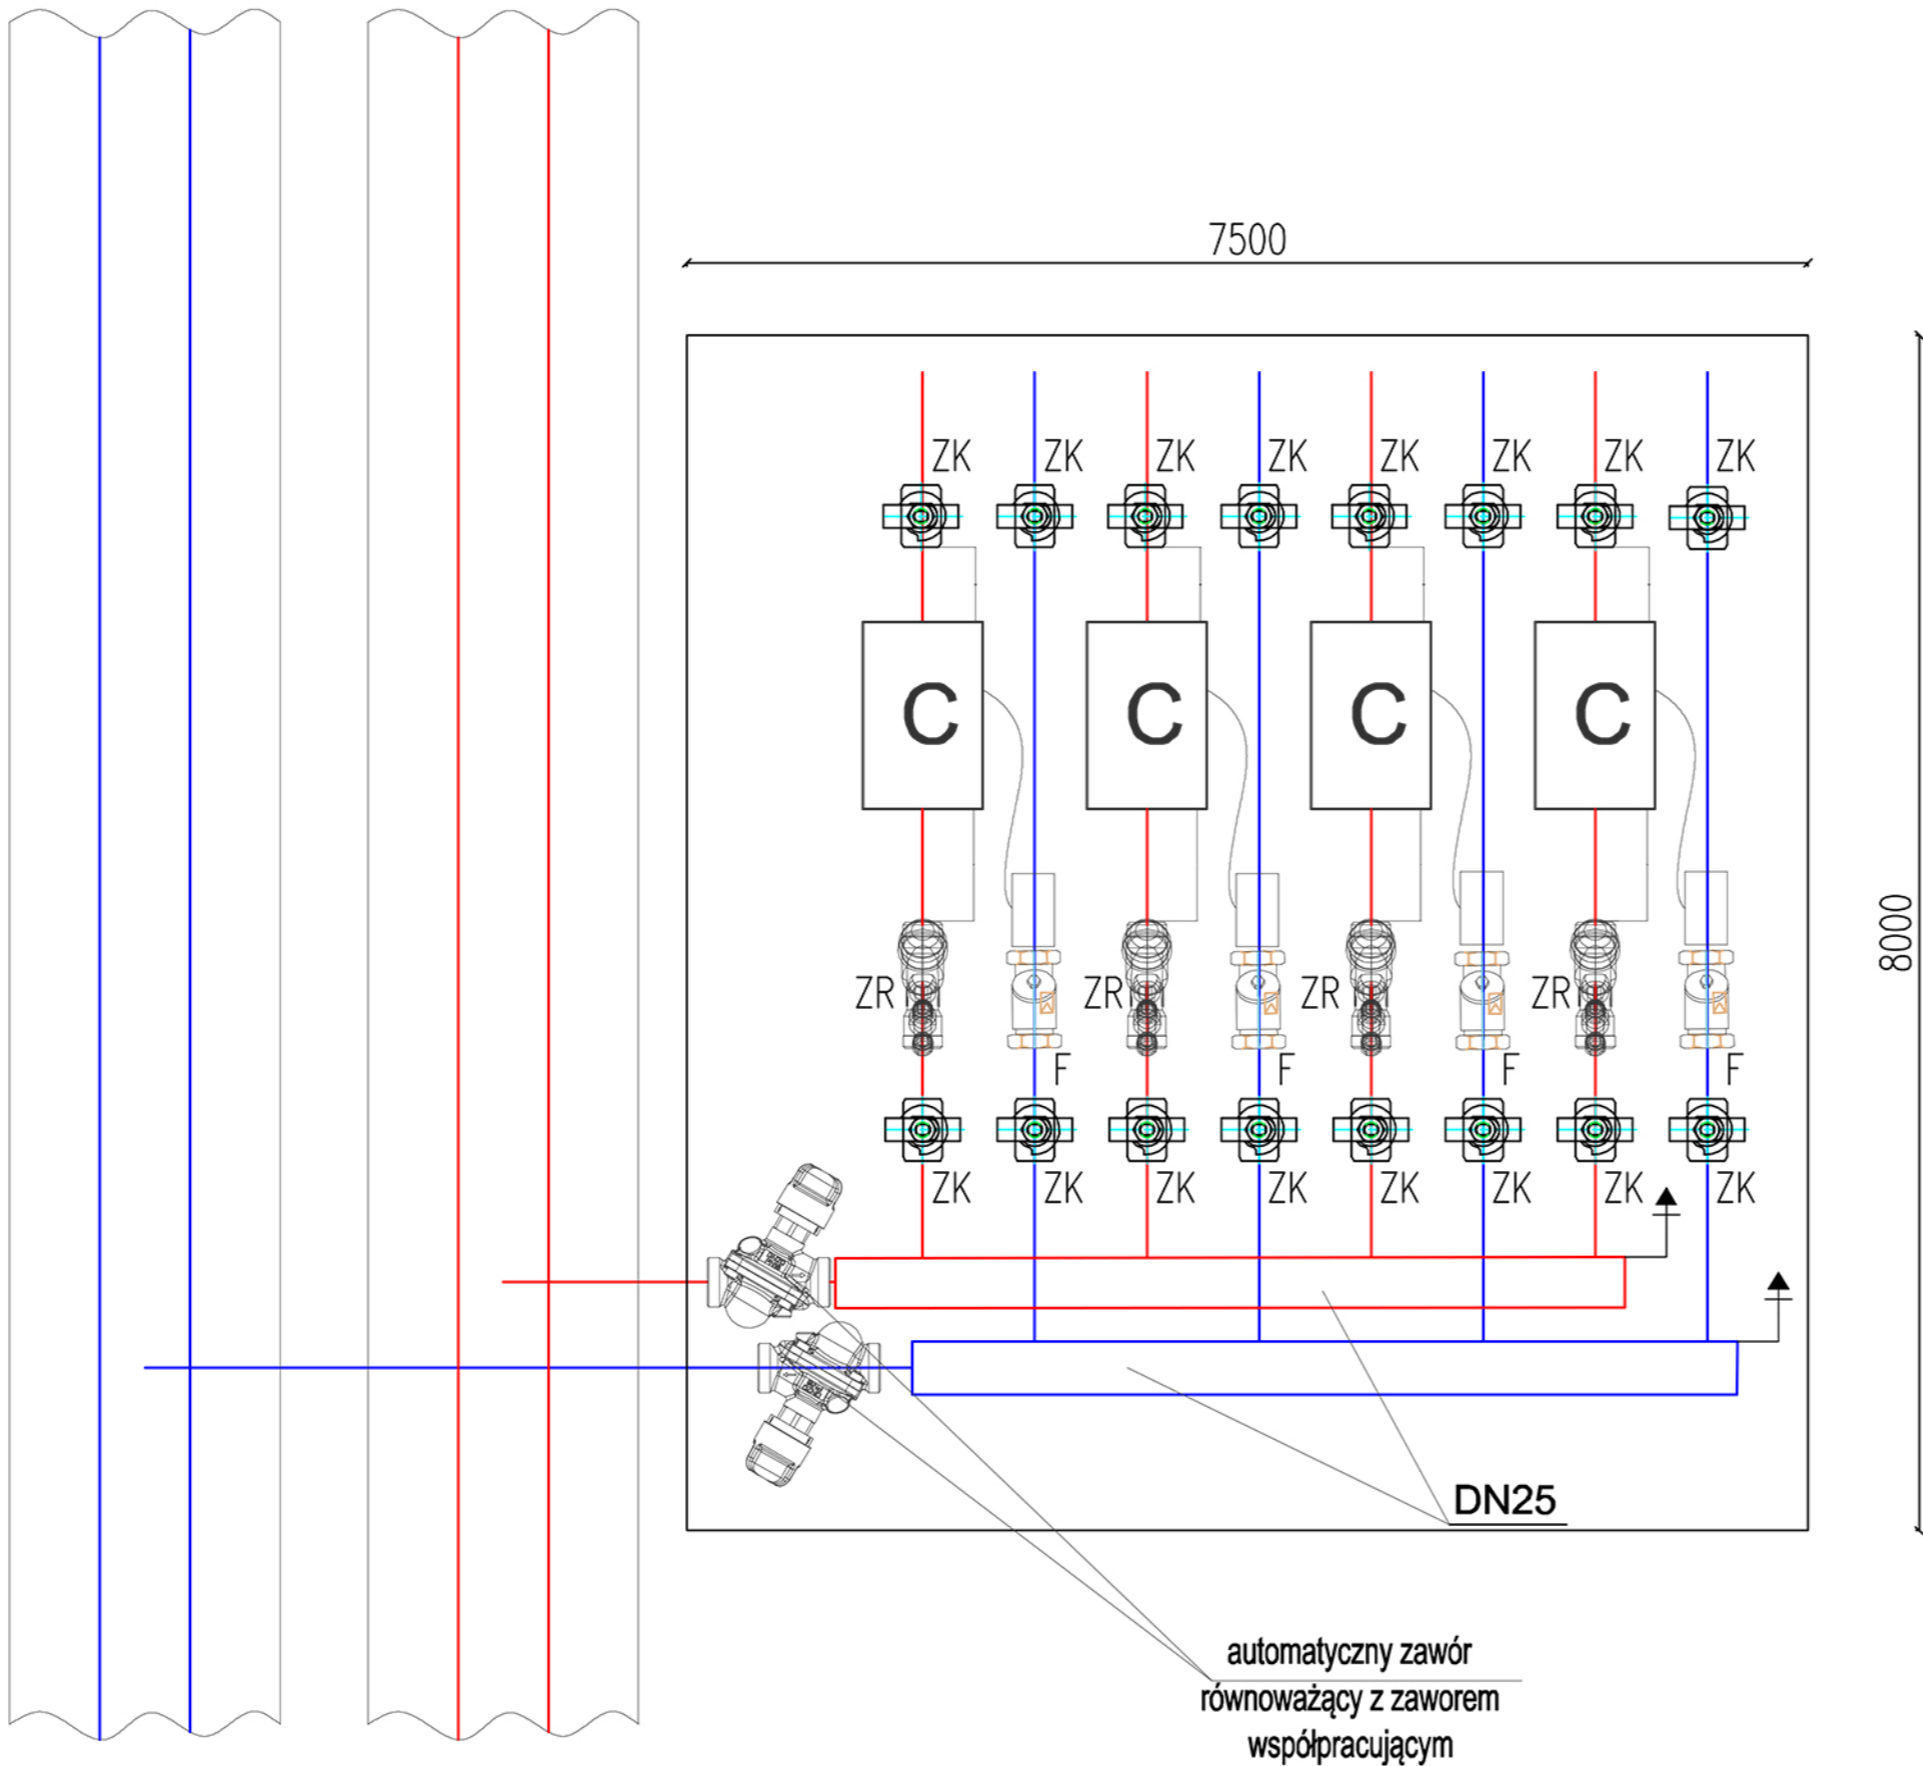 7500
ZK ZK ZK ZK ZK ZK ZK ZK
C C C C
8000
ZR ZR ZR ZR
F F F F
ZK ZK ZK ZK ZK ZK ZK ZK
DN25
automatyczny zawór
równoważący z zaworem
współpracującym